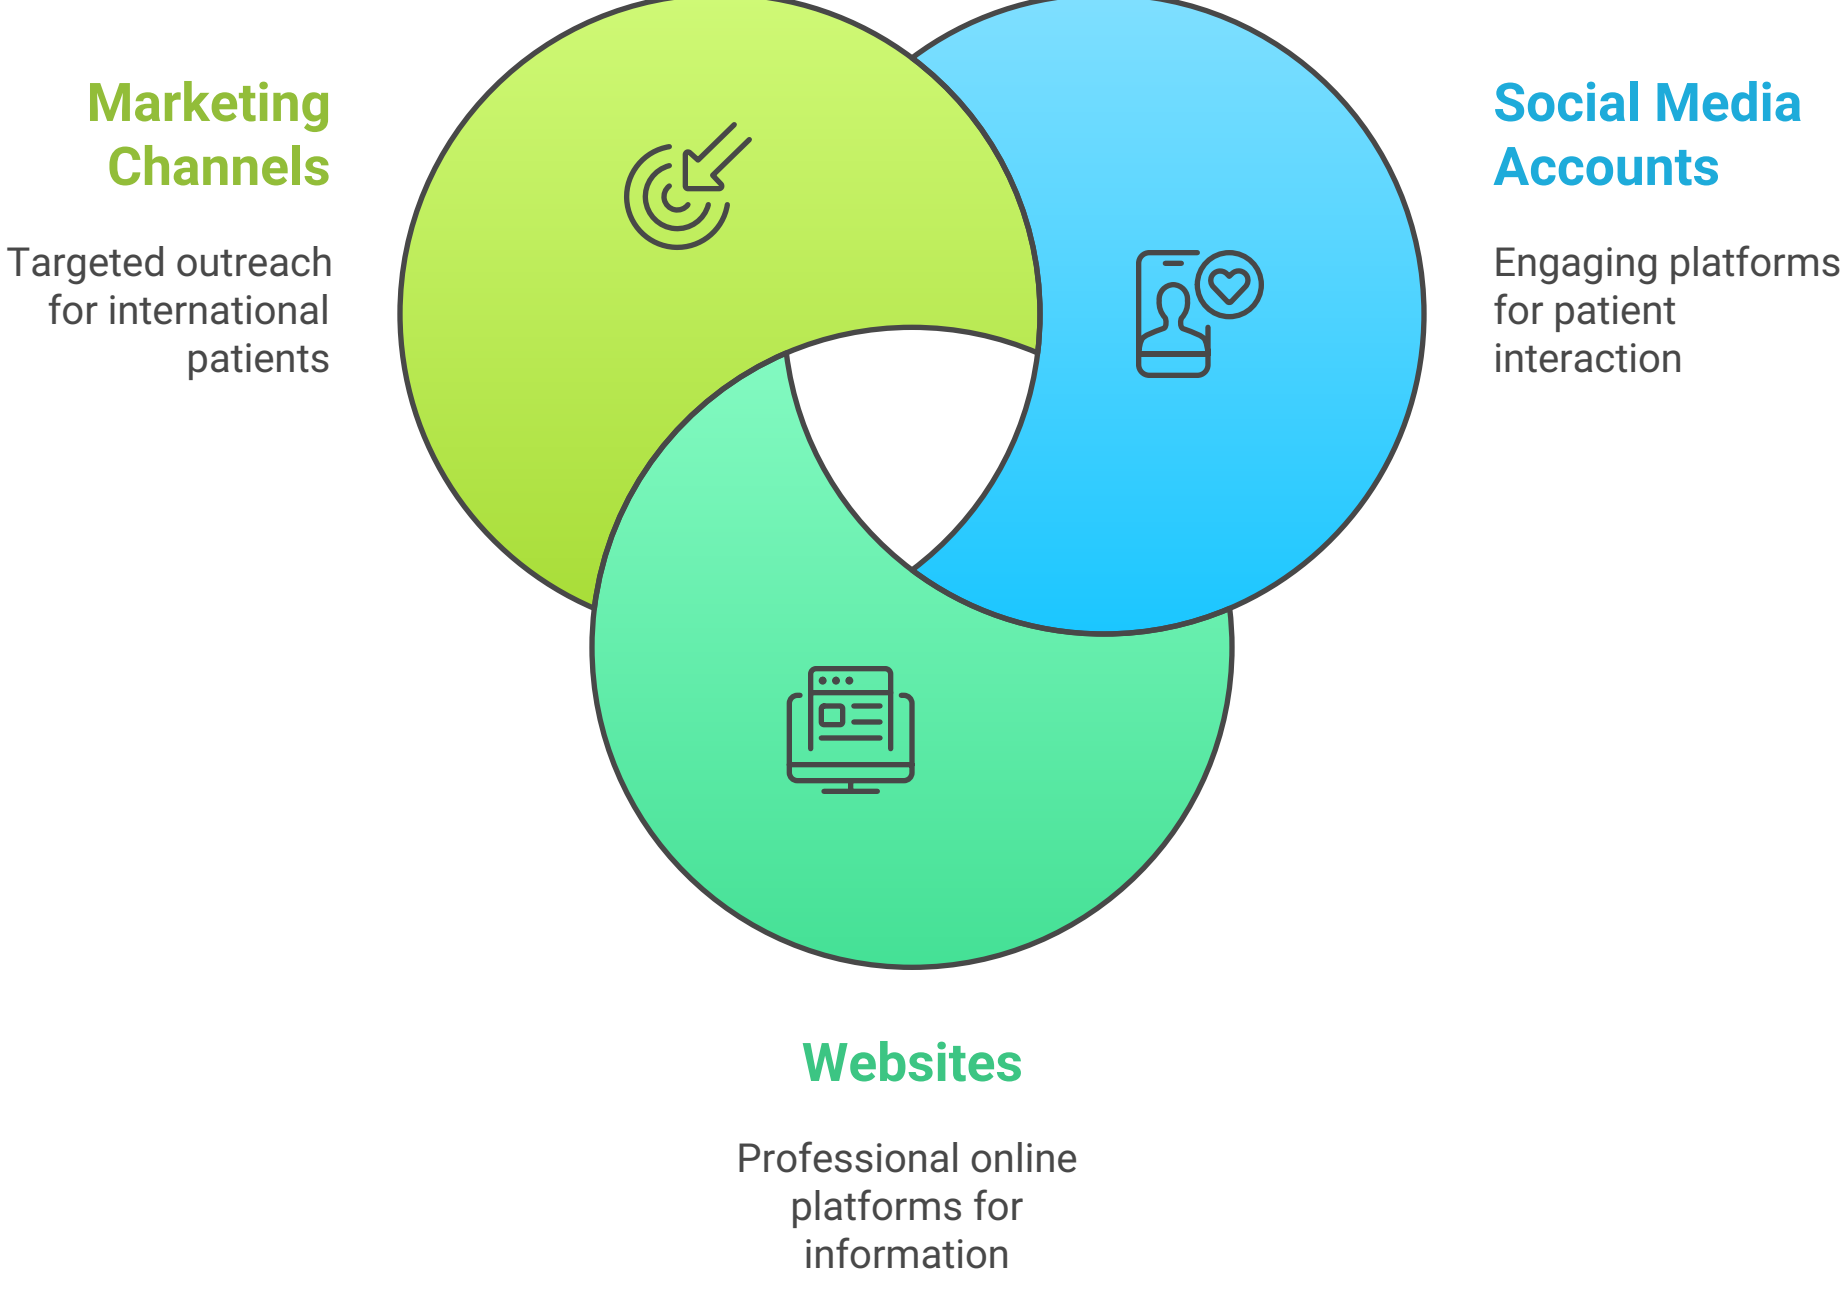 Marketing
Channels
Targeted outreach
for international
patients
Social Media
Accounts
Engaging platforms
for patient
interaction
Websites
Professional online
platforms for
information